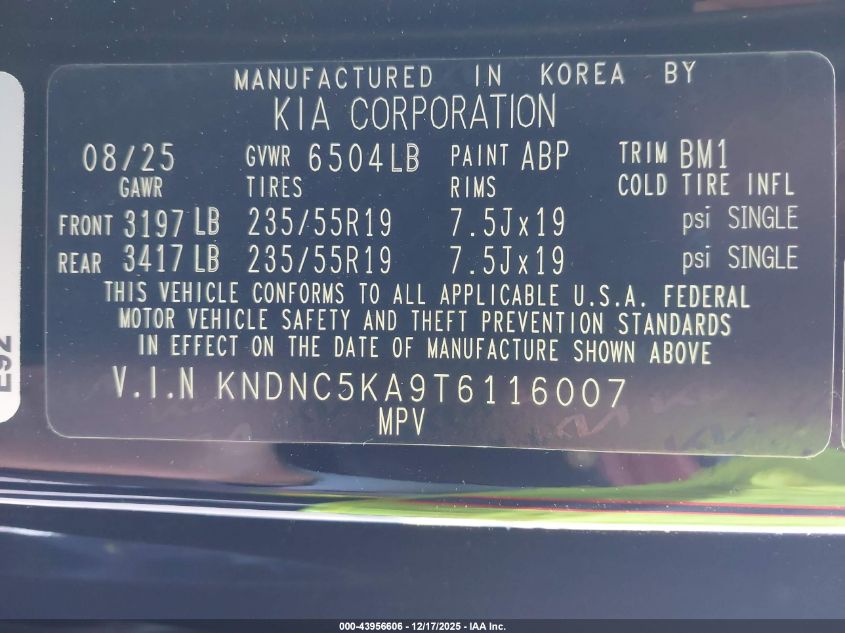 MANUFACTURED IN KOREA BY
KIA CORPORATION
08/25 GVWR 6504LB PAINT ABP TRIM BM1
GAWR TIRES RIMS COLD TIRE INFL
FRONT 3197 LB 235/55R19 7.5Jx19 psi SINGLE
REAR 3417 LB 235/55R19 7.5Jx19 psi SINGLE
THIS VEHICLE CONFORMS TO ALL APPLICABLE U.S.A. FEDERAL
MOTOR VEHICLE SAFETY AND THEFT PREVENTION STANDARDS
IN EFFECT ON THE DATE OF MANUFACTURE SHOWN ABOVE
V.I.N KNDNC5KA9T6116007
MPV
E92
000-43956606 - 12/17/2025 - IAA Inc.